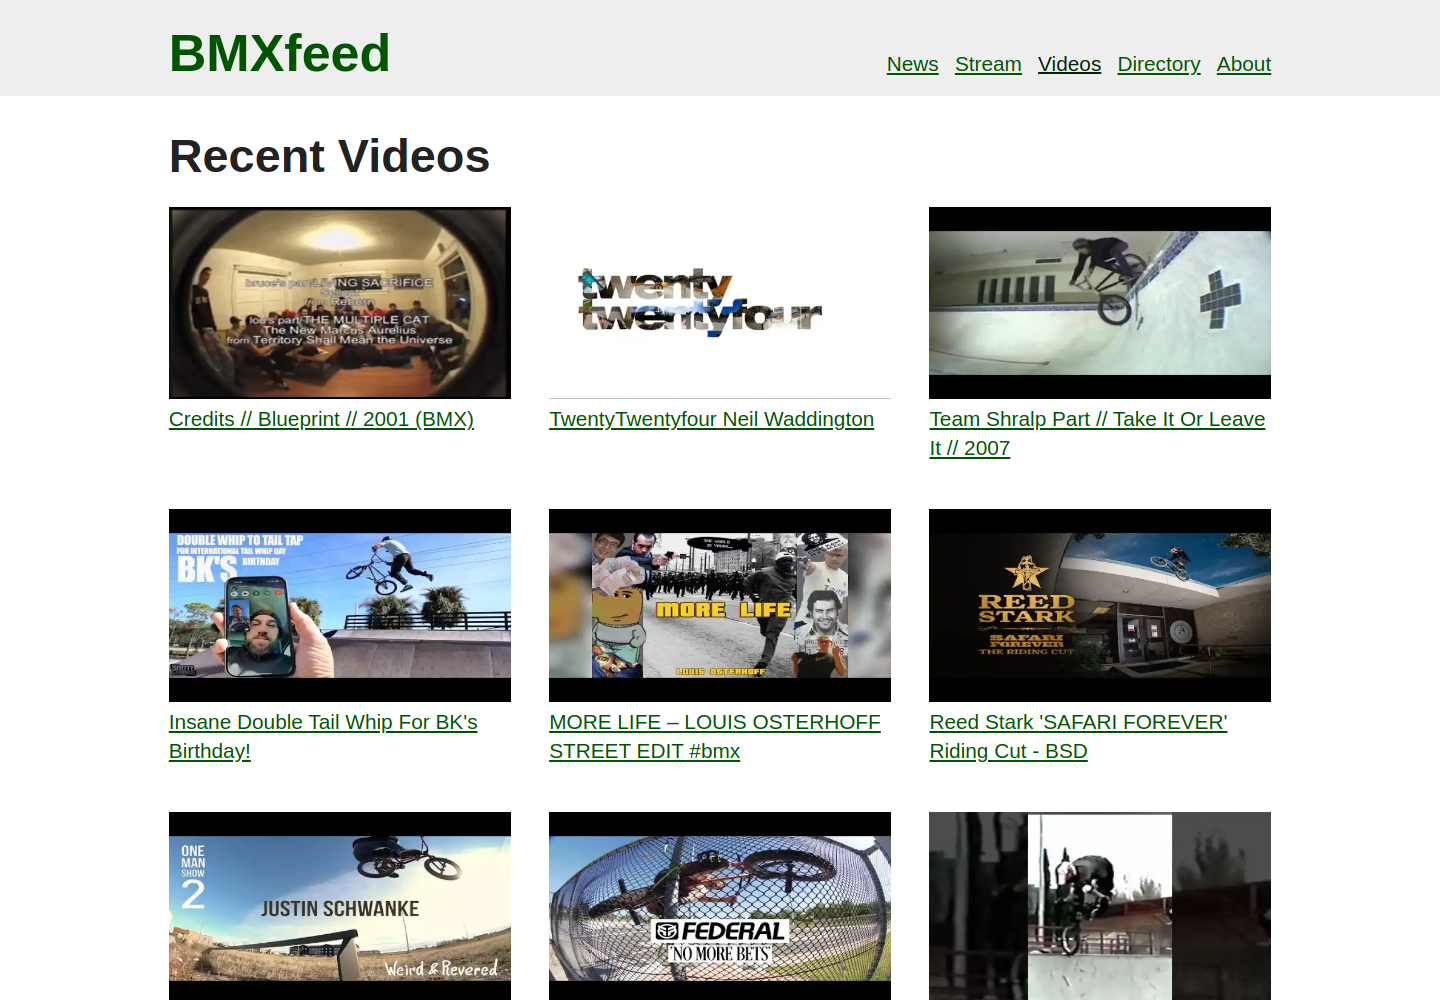 BMXfeed
News Stream Videos Directory About
Recent Videos
bruce's part LIVING SACRIFICE
from Reborn
lou's part THE MULTIPLE CAT
The New Marcus Aurelius
from Territory Shall Mean the Universe
twenty
twentyfour
Credits // Blueprint // 2001 (BMX)
TwentyTwentyfour Neil Waddington
Team Shralp Part // Take It Or Leave
It // 2007
DOUBLE WHIP TO TAIL TAP
FOR INTERNATIONAL TAIL WHIP DAY
BK'S BIRTHDAY
THE WORLD
IS YOURS...
MORE LIFE
LOUIS OSTERHOFF
REED
STARK
SAFARI
FOREVER
THE RIDING CUT
Insane Double Tail Whip For BK's
Birthday!
MORE LIFE – LOUIS OSTERHOFF
STREET EDIT #bmx
Reed Stark 'SAFARI FOREVER'
Riding Cut - BSD
ONE
MAN
SHOW
2
JUSTIN SCHWANKE
Weird & Revered
FEDERAL
"NO MORE BETS"